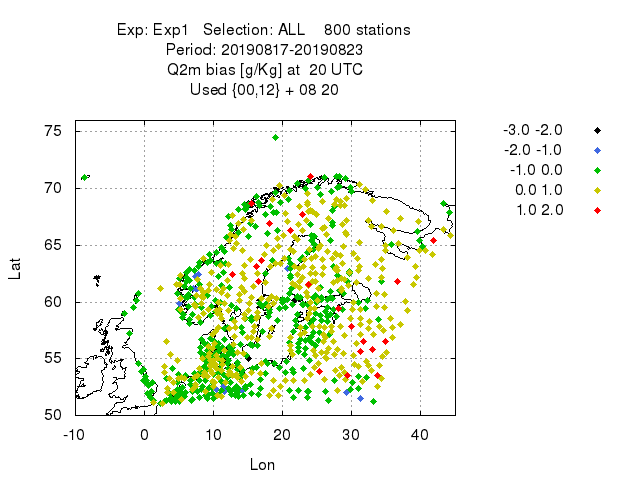 Exp: Exp1 Selection: ALL 800 stations
Period: 20190817-20190823
Q2m bias [g/Kg] at 20 UTC
Used {00,12} + 08 20
-3.0 -2.0
-2.0 -1.0
-1.0 0.0
0.0 1.0
1.0 2.0
75
70
65
60
55
50
Lat
-10 0 10 20 30 40
Lon